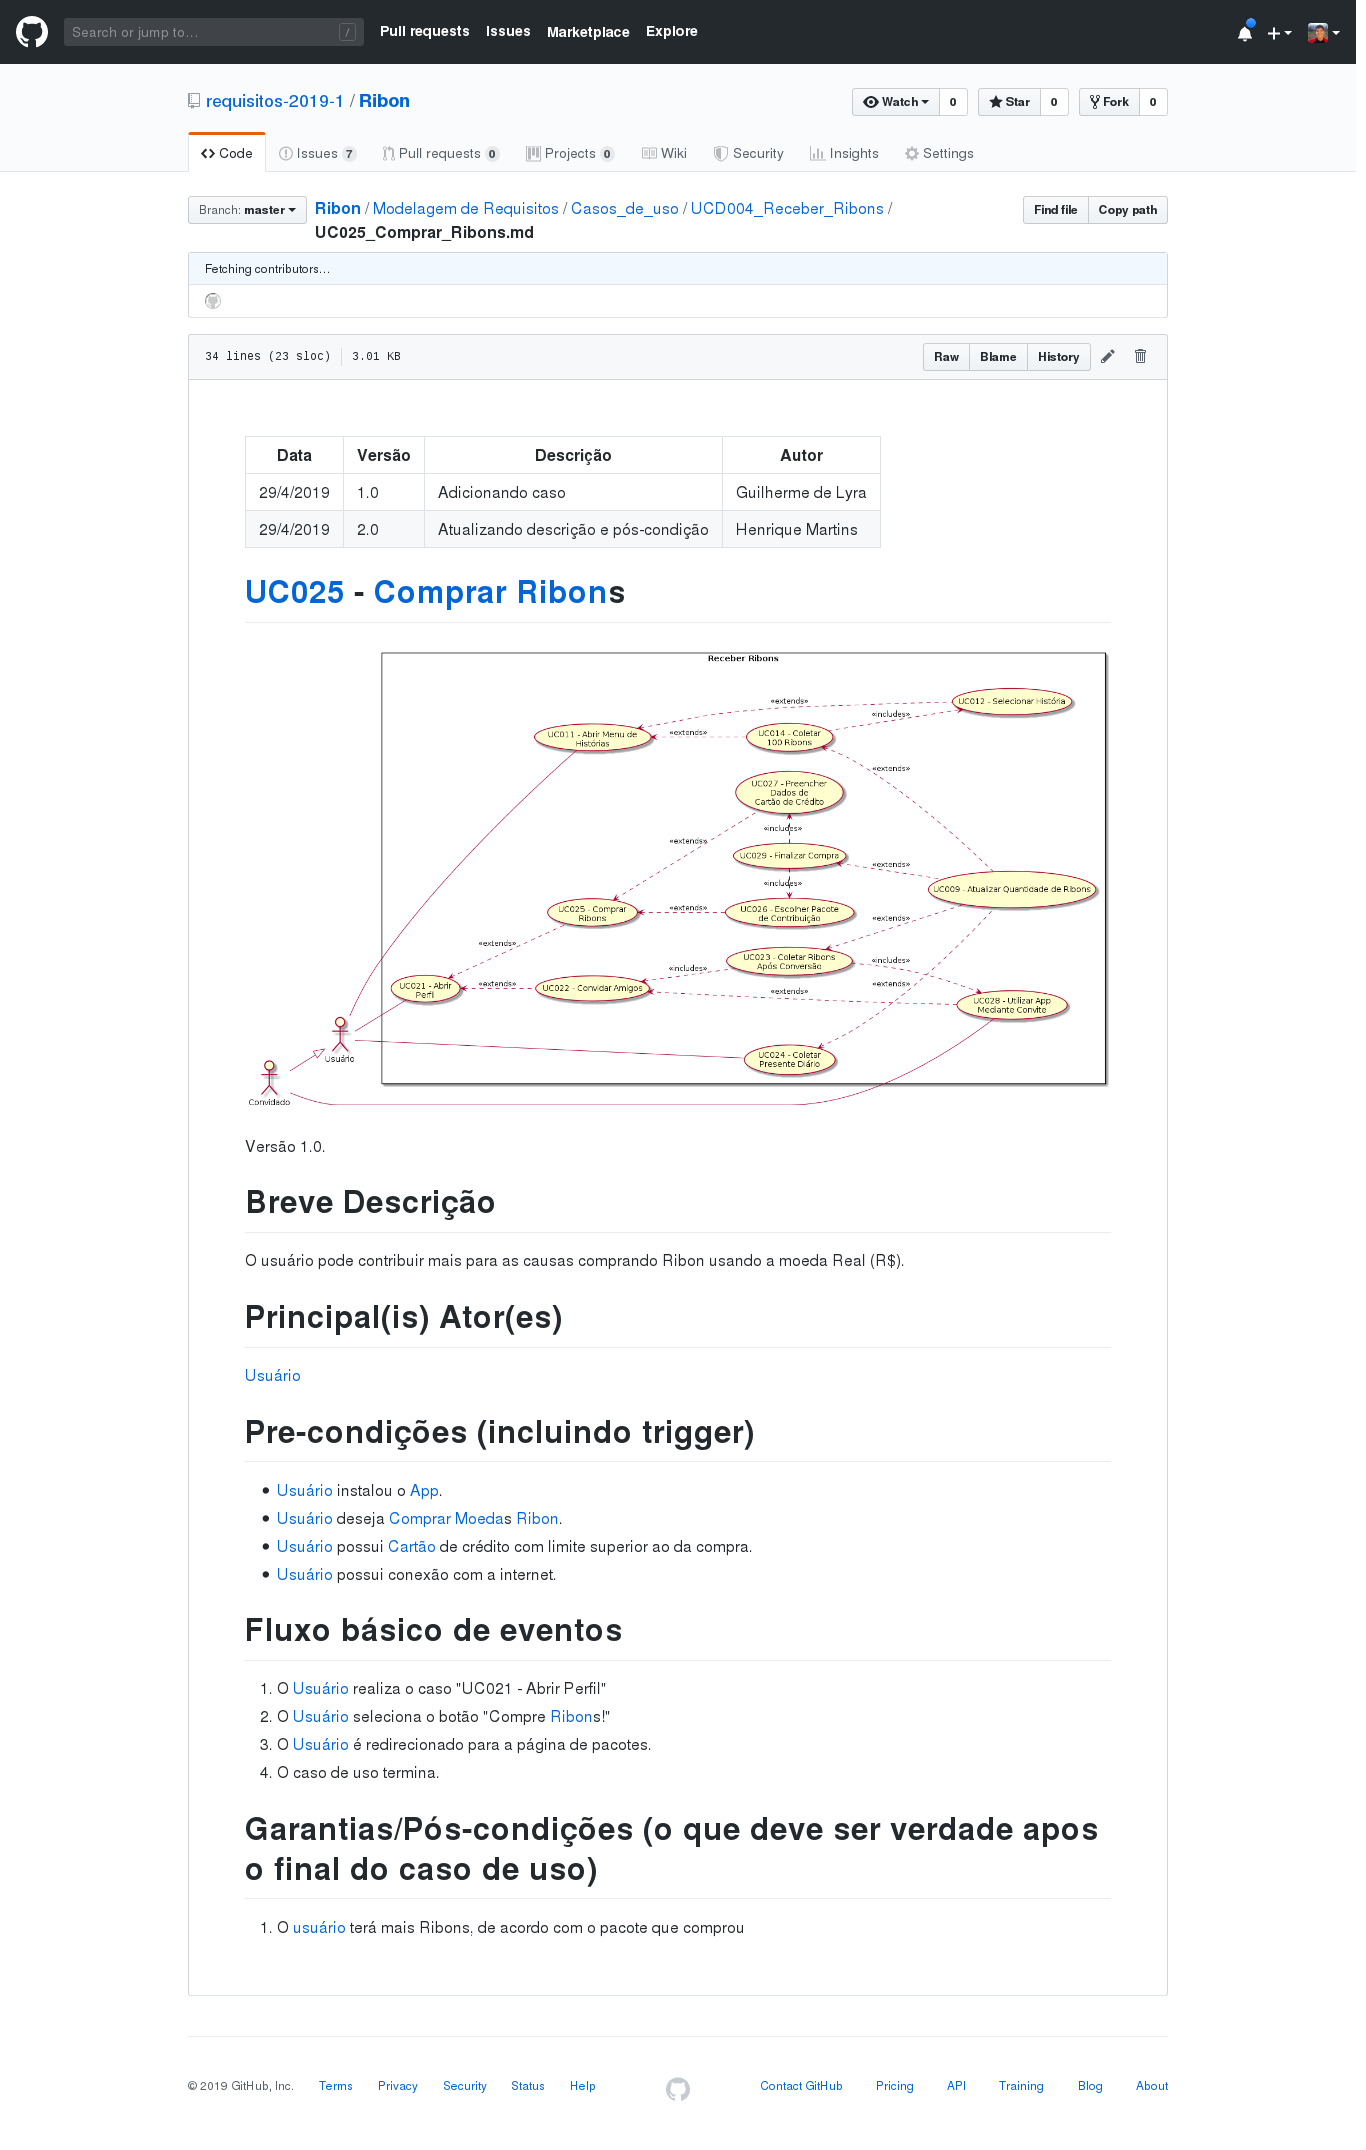 Search or jump to… /
Pull requests Issues Marketplace Explore
requisitos-2019-1 / Ribon
Watch 0 Star 0 Fork 0
Code Issues 7 Pull requests 0 Projects 0 Wiki Security Insights Settings
Branch: master Ribon / Modelagem de Requisitos / Casos_de_uso / UCD004_Receber_Ribons /
UC025_Comprar_Ribons.md
Find file Copy path
Fetching contributors…
34 lines (23 sloc) 3.01 KB
Raw Blame History
Data Versão Descrição Autor
29/4/2019 1.0 Adicionando caso Guilherme de Lyra
29/4/2019 2.0 Atualizando descrição e pós-condição Henrique Martins
UC025 - Comprar Ribons
Receber Ribons
«extends»
UC012 - Selecionar História
«includes»
UC011 - Abrir Menu de
Histórias
«extends»
UC014 - Coletar
100 Ribons
«extends»
UC027 - Preencher
Dados de
Cartão de Crédito
«includes»
«extends»
UC029 - Finalizar Compra
«extends»
«includes»
UC009 - Atualizar Quantidade de Ribons
UC025 - Comprar
Ribons
«extends»
UC026 - Escolher Pacote
de Contribuição
«extends»
«extends»
UC023 - Coletar Ribons
Após Conversão
«includes»
«includes»
UC021 - Abrir
Perfil
«extends»
UC022 - Convidar Amigos
«extends»
«extends»
UC028 - Utilizar App
Mediante Convite
Usuário
UC024 - Coletar
Presente Diário
Convidado
Versão 1.0.
Breve Descrição
O usuário pode contribuir mais para as causas comprando Ribon usando a moeda Real (R$).
Principal(is) Ator(es)
Usuário
Pre-condições (incluindo trigger)
• Usuário instalou o App.
• Usuário deseja Comprar Moedas Ribon.
• Usuário possui Cartão de crédito com limite superior ao da compra.
• Usuário possui conexão com a internet.
Fluxo básico de eventos
1. O Usuário realiza o caso "UC021 - Abrir Perfil"
2. O Usuário seleciona o botão "Compre Ribons!"
3. O Usuário é redirecionado para a página de pacotes.
4. O caso de uso termina.
Garantias/Pós-condições (o que deve ser verdade apos
o final do caso de uso)
1. O usuário terá mais Ribons, de acordo com o pacote que comprou
© 2019 GitHub, Inc. Terms Privacy Security Status Help Contact GitHub Pricing API Training Blog About